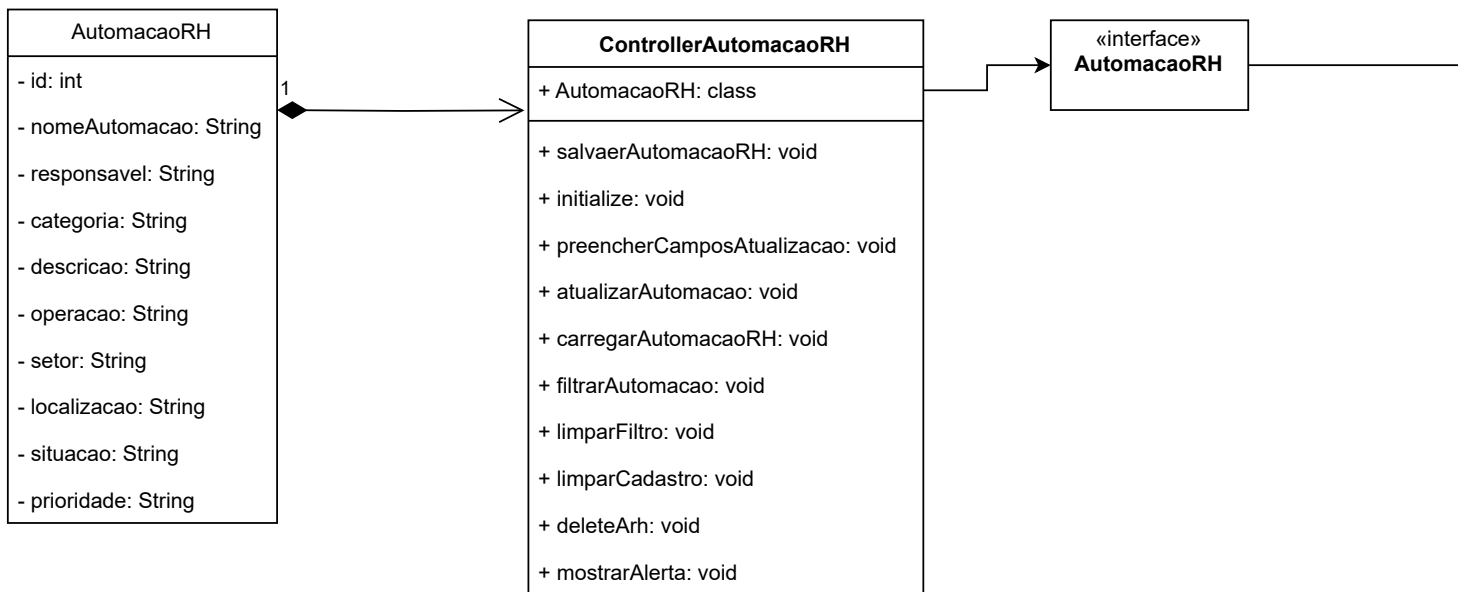 AutomacaoRH
- id: int
- nomeAutomacao: String
- responsavel: String
- categoria: String
- descricao: String
- operacao: String
- setor: String
- localizacao: String
- situacao: String
- prioridade: String
1
ControllerAutomacaoRH
+ AutomacaoRH: class
+ salvaerAutomacaoRH: void
+ initialize: void
+ preencherCamposAtualizacao: void
+ atualizarAutomacao: void
+ carregarAutomacaoRH: void
+ filtrarAutomacao: void
+ limparFiltro: void
+ limparCadastro: void
+ deleteArh: void
+ mostrarAlerta: void
«interface»
AutomacaoRH